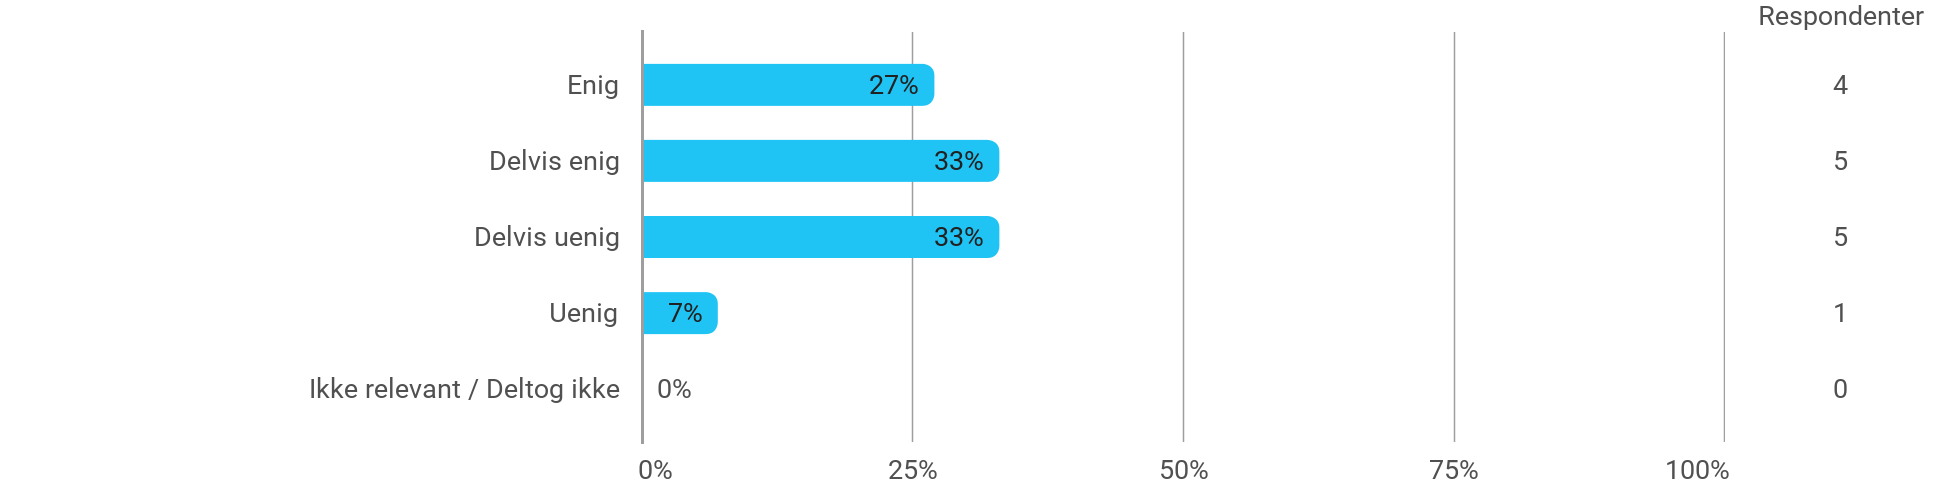 Respondenter
Enig 27% 4
Delvis enig 33% 5
Delvis uenig 33% 5
Uenig 7% 1
Ikke relevant / Deltog ikke 0% 0
0% 25% 50% 75% 100%